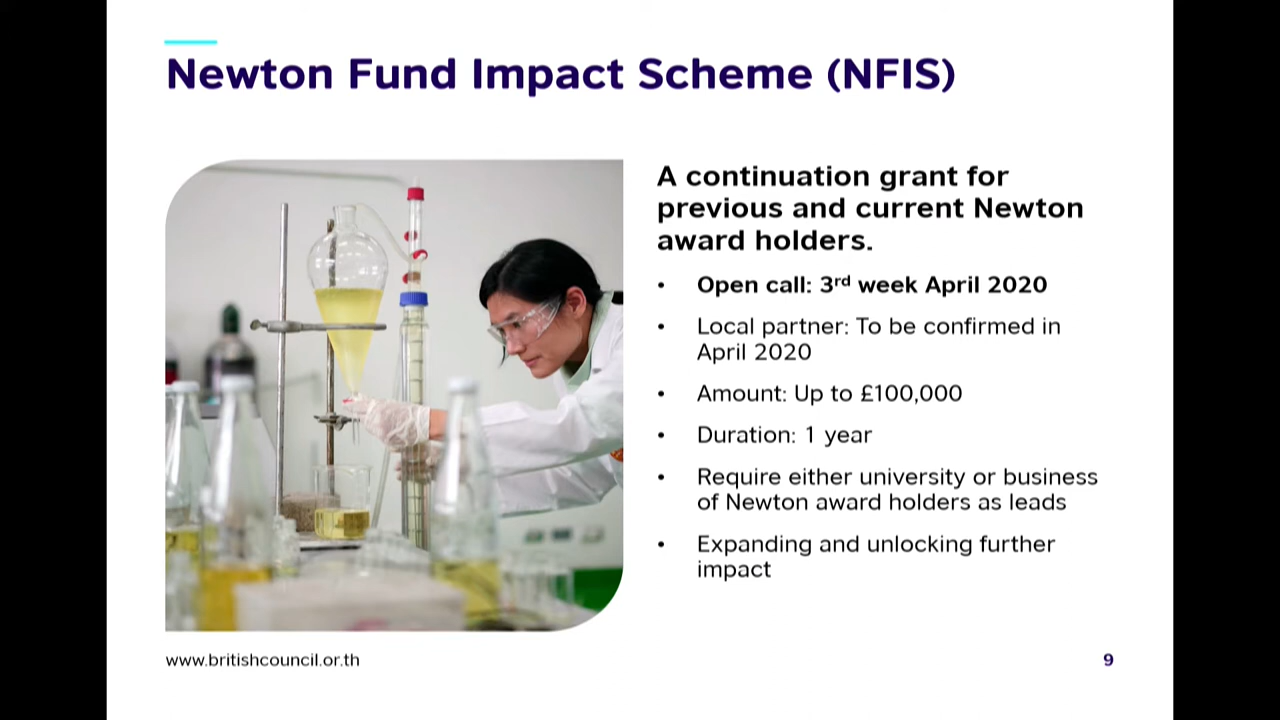 Newton Fund Impact Scheme (NFIS)
A continuation grant for
previous and current Newton
award holders.
• Open call: 3rd week April 2020
• Local partner: To be confirmed in
April 2020
• Amount: Up to £100,000
• Duration: 1 year
• Require either university or business
of Newton award holders as leads
• Expanding and unlocking further
impact
www.britishcouncil.or.th
9